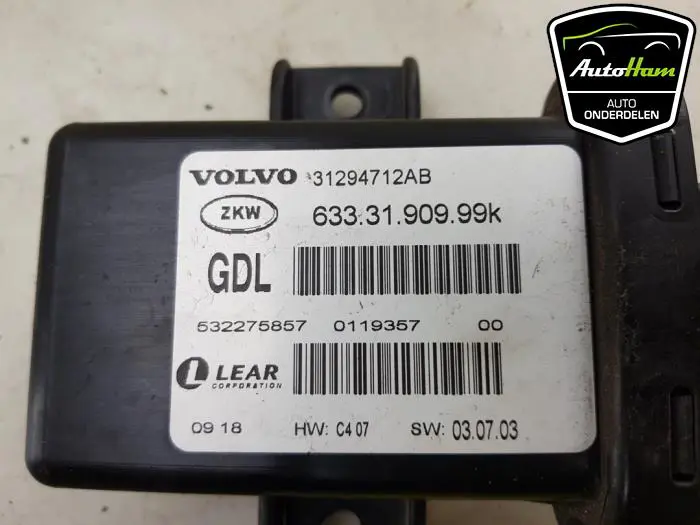 AutoHam
AUTO
ONDERDELEN
VOLVO 31294712AB
ZKW 633.31.909.99k
GDL
532275857 0119357 00
L LEAR
CORPORATION
09 18 HW: C4 07 SW: 03.07.03